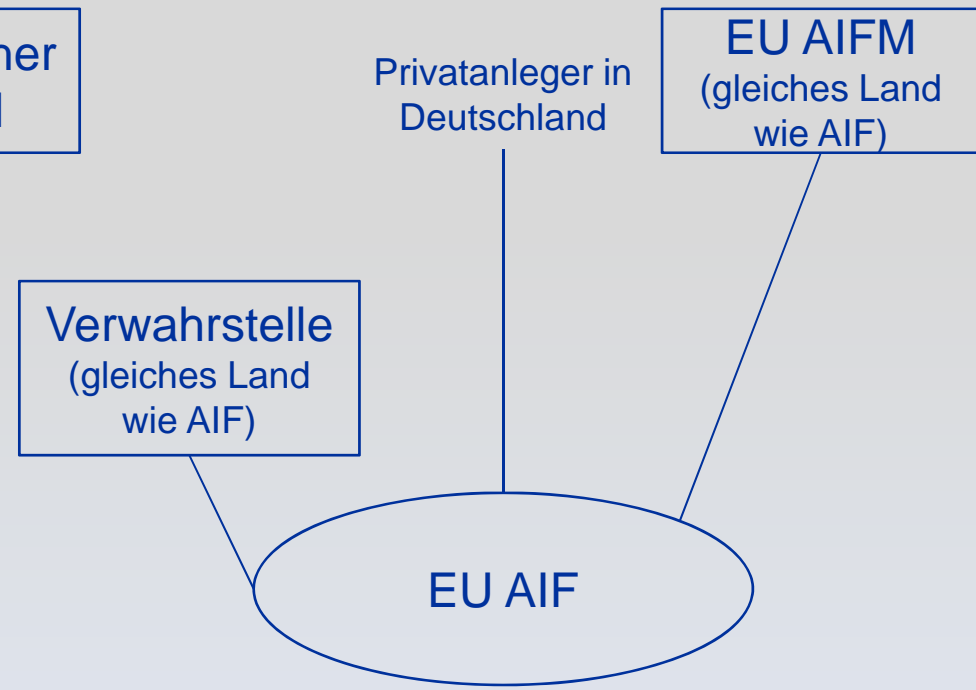 Privatanleger in
Deutschland
EU AIFM
(gleiches Land
wie AIF)
Verwahrstelle
(gleiches Land
wie AIF)
EU AIF